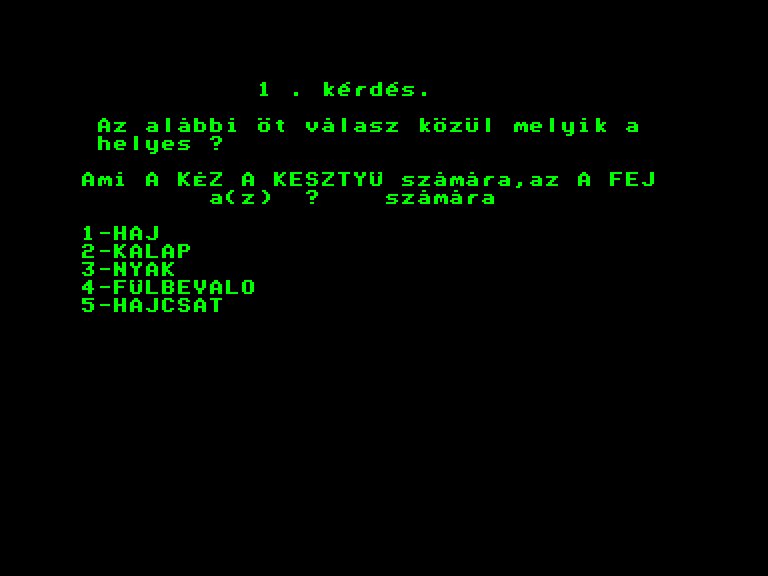 1 . kérdés.
Az alábbi öt válasz közül melyik a
helyes ?
Ami A KÉZ A KESZTYÜ számára,az A FEJ
a(z) ? számára
1-HAJ
2-KALAP
3-NYAK
4-FÜLBEVALO
5-HAJCSAT